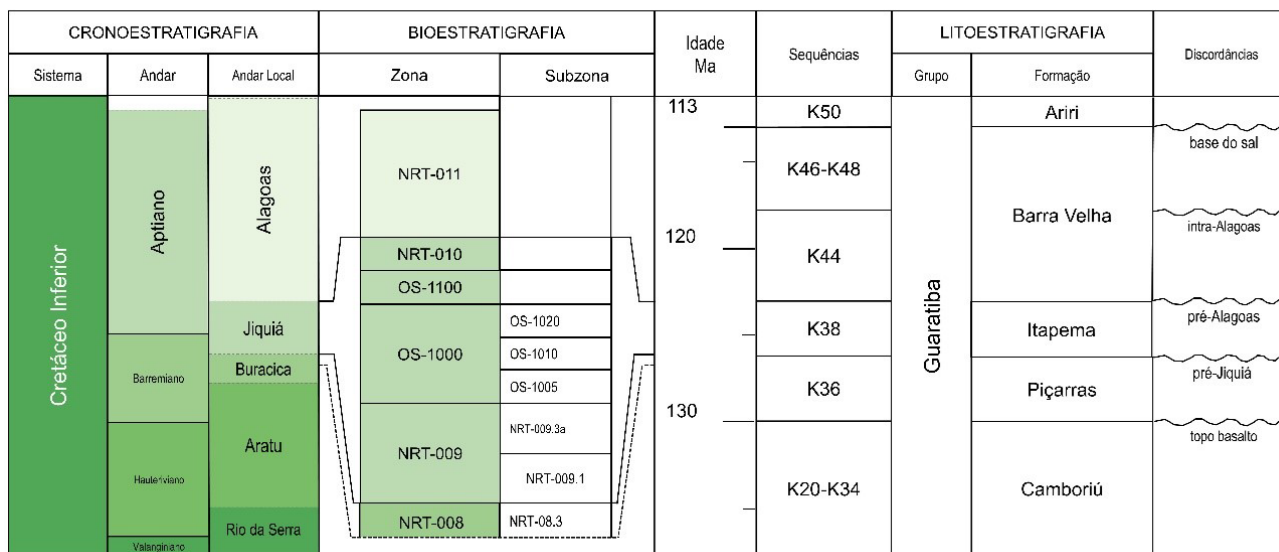 CRONOESTRATIGRAFIA
BIOESTRATIGRAFIA
Idade
Ma
Sequências
LITOESTRATIGRAFIA
Discordâncias
Sistema
Andar
Andar Local
Zona
Subzona
Grupo
Formação
Cretáceo Inferior
Aptiano
Barremiano
Hauteriviano
Valanginiano
Alagoas
Jiquiá
Buracica
Aratu
Rio da Serra
NRT-011
NRT-010
OS-1100
OS-1000
NRT-009
NRT-008
OS-1020
OS-1010
OS-1005
NRT-009.3a
NRT-009.1
NRT-08.3
113
120
130
K50
K46-K48
K44
K38
K36
K20-K34
Guaratiba
Ariri
Barra Velha
Itapema
Piçarras
Camboriú
base do sal
intra-Alagoas
pré-Alagoas
pré-Jiquiá
topo basalto